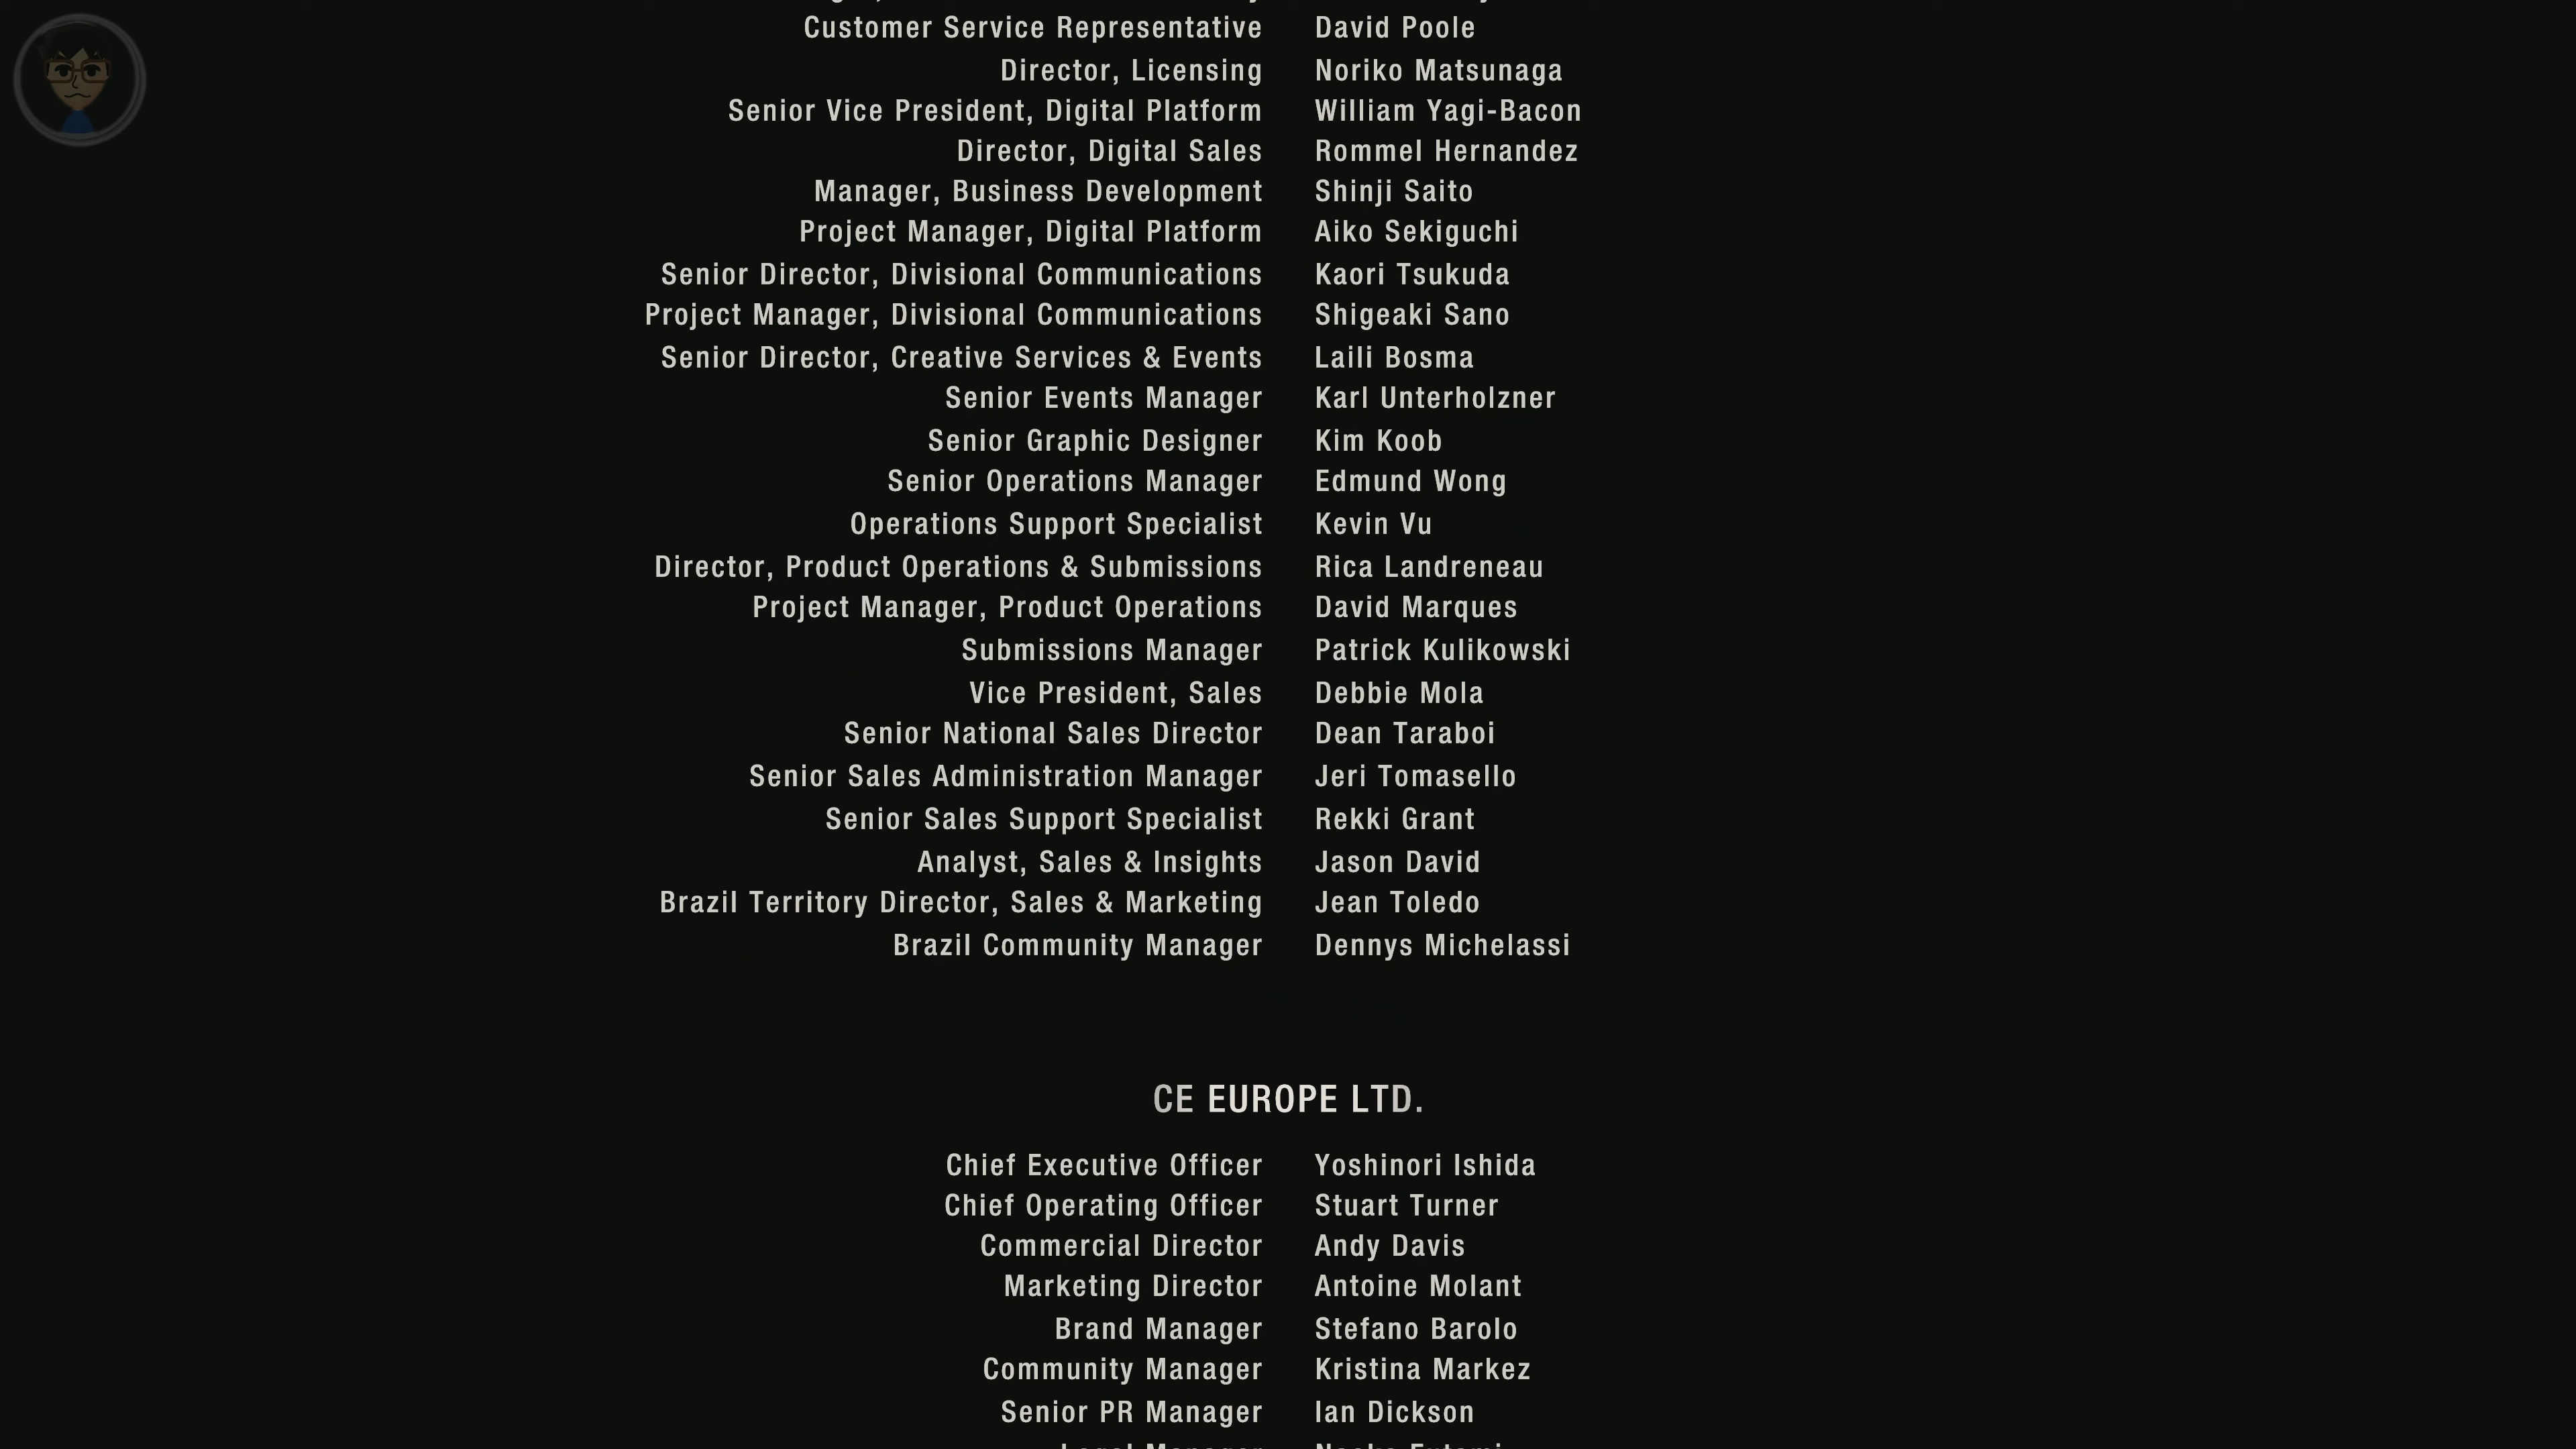 Customer Service Representative David Poole
Director, Licensing Noriko Matsunaga
Senior Vice President, Digital Platform William Yagi-Bacon
Director, Digital Sales Rommel Hernandez
Manager, Business Development Shinji Saito
Project Manager, Digital Platform Aiko Sekiguchi
Senior Director, Divisional Communications Kaori Tsukuda
Project Manager, Divisional Communications Shigeaki Sano
Senior Director, Creative Services & Events Laili Bosma
Senior Events Manager Karl Unterholzner
Senior Graphic Designer Kim Koob
Senior Operations Manager Edmund Wong
Operations Support Specialist Kevin Vu
Director, Product Operations & Submissions Rica Landreneau
Project Manager, Product Operations David Marques
Submissions Manager Patrick Kulikowski
Vice President, Sales Debbie Mola
Senior National Sales Director Dean Taraboi
Senior Sales Administration Manager Jeri Tomasello
Senior Sales Support Specialist Rekki Grant
Analyst, Sales & Insights Jason David
Brazil Territory Director, Sales & Marketing Jean Toledo
Brazil Community Manager Dennys Michelassi
CE EUROPE LTD.
Chief Executive Officer Yoshinori Ishida
Chief Operating Officer Stuart Turner
Commercial Director Andy Davis
Marketing Director Antoine Molant
Brand Manager Stefano Barolo
Community Manager Kristina Markez
Senior PR Manager Ian Dickson